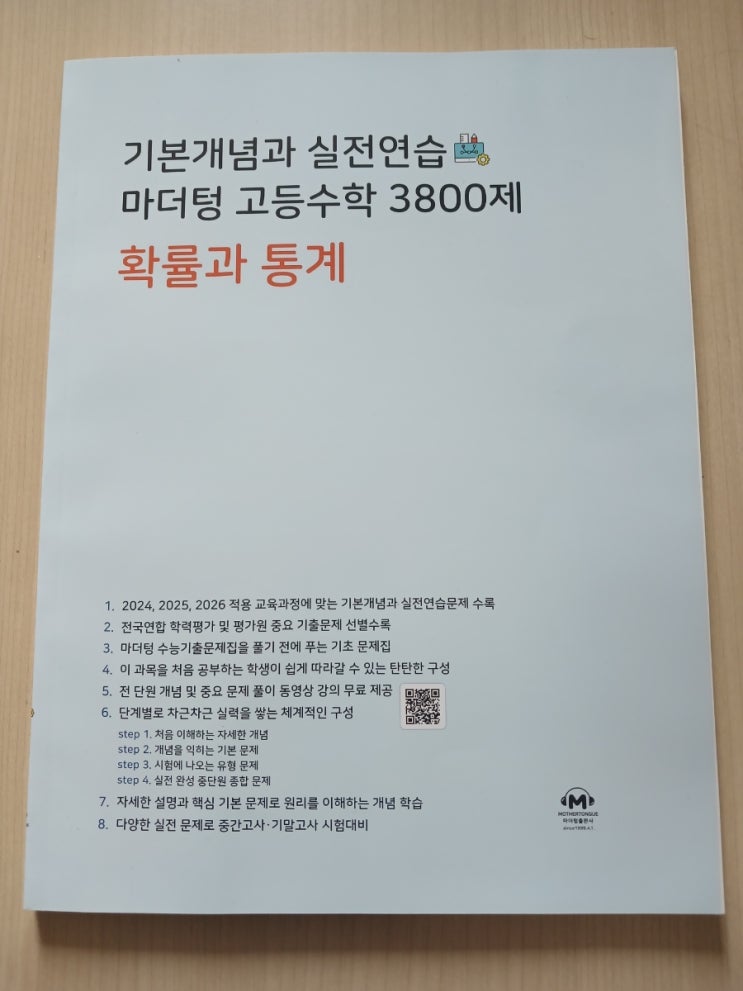 기본개념과 실전연습
마더텅 고등수학 3800제
확률과 통계
1. 2024, 2025, 2026 적용 교육과정에 맞는 기본개념과 실전연습문제 수록
2. 전국연합 학력평가 및 평가원 중요 기출문제 선별수록
3. 마더텅 수능기출문제집을 풀기 전에 푸는 기초 문제집
4. 이 과목을 처음 공부하는 학생이 쉽게 따라갈 수 있는 탄탄한 구성
5. 전 단원 개념 및 중요 문제 풀이 동영상 강의 무료 제공
6. 단계별로 차근차근 실력을 쌓는 체계적인 구성
step 1. 처음 이해하는 자세한 개념
step 2. 개념을 익히는 기본 문제
step 3. 시험에 나오는 유형 문제
step 4. 실전 완성 중단원 종합 문제
7. 자세한 설명과 핵심 기본 문제로 원리를 이해하는 개념 학습
8. 다양한 실전 문제로 중간고사·기말고사 시험대비
M
MOTHERTONGUE
마더텅출판사
since1999.4.1.